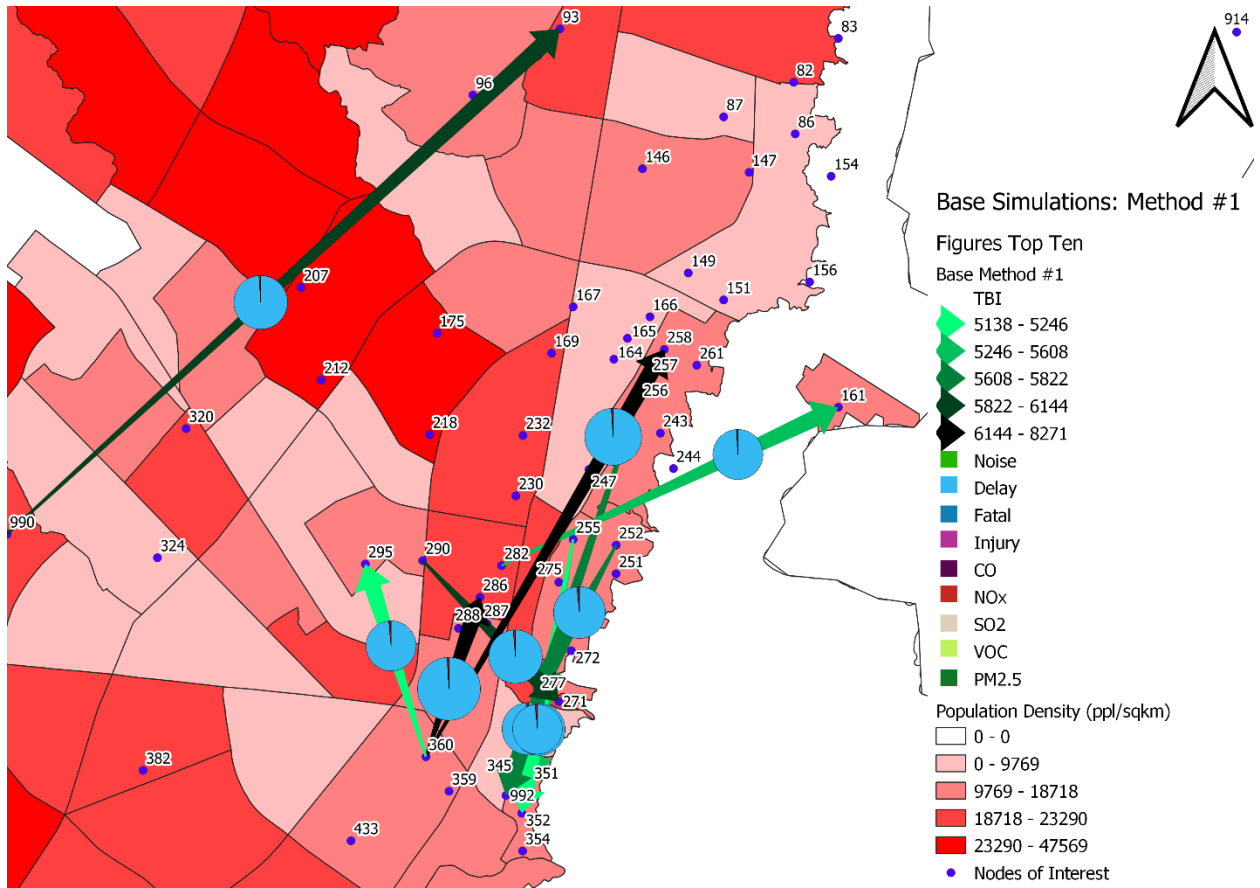 93
83
914
96
82
87
86
146
147
154
149
156
207
151
167
166
175
165
258
169
164
261
257
212
256
161
320
218
232
243
244
247
230
990
255
252
295
290
282
324
275
251
286
287
288
272
277
271
360
345
351
382
359
992
352
433
354
Base Simulations: Method #1
Figures Top Ten
Base Method #1
TBI
5138 - 5246
5246 - 5608
5608 - 5822
5822 - 6144
6144 - 8271
Noise
Delay
Fatal
Injury
CO
NOx
SO2
VOC
PM2.5
Population Density (ppl/sqkm)
0 - 0
0 - 9769
9769 - 18718
18718 - 23290
23290 - 47569
Nodes of Interest